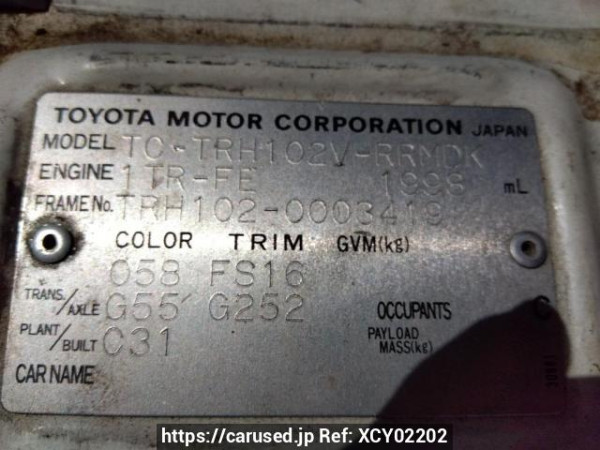 TOYOTA MOTOR CORPORATION JAPAN
MODEL TC-TRH102V-RRMDK
ENGINE 1TR-FE 1998 mL
FRAME No. TRH102-0003419
COLOR TRIM GVM(kg)
058 FS16
TRANS./AXLE G55 G252 OCCUPANTS
PLANT/BUILT C31 PAYLOAD MASS(kg)
CAR NAME
https://carused.jp Ref: XCY02202